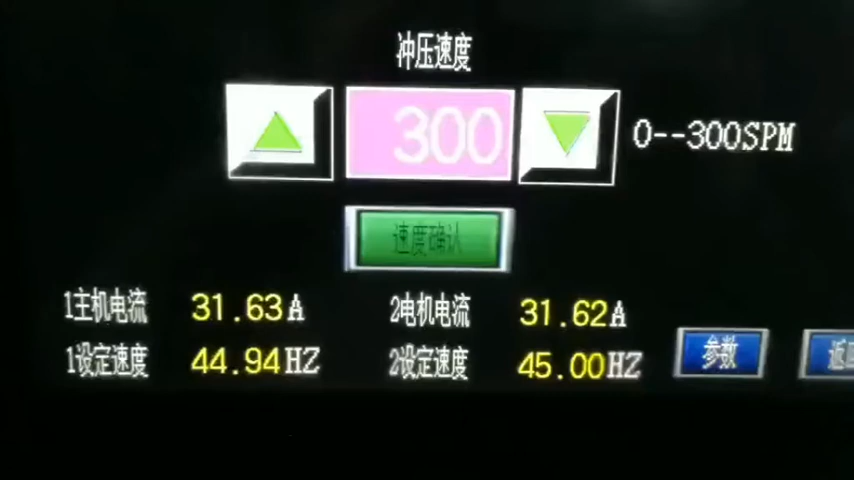 冲压速度
300
0--300SPM
速度确认
1主机电流 31.63A 2电机电流 31.62A
1设定速度 44.94HZ 2设定速度 45.00HZ
参数 返回